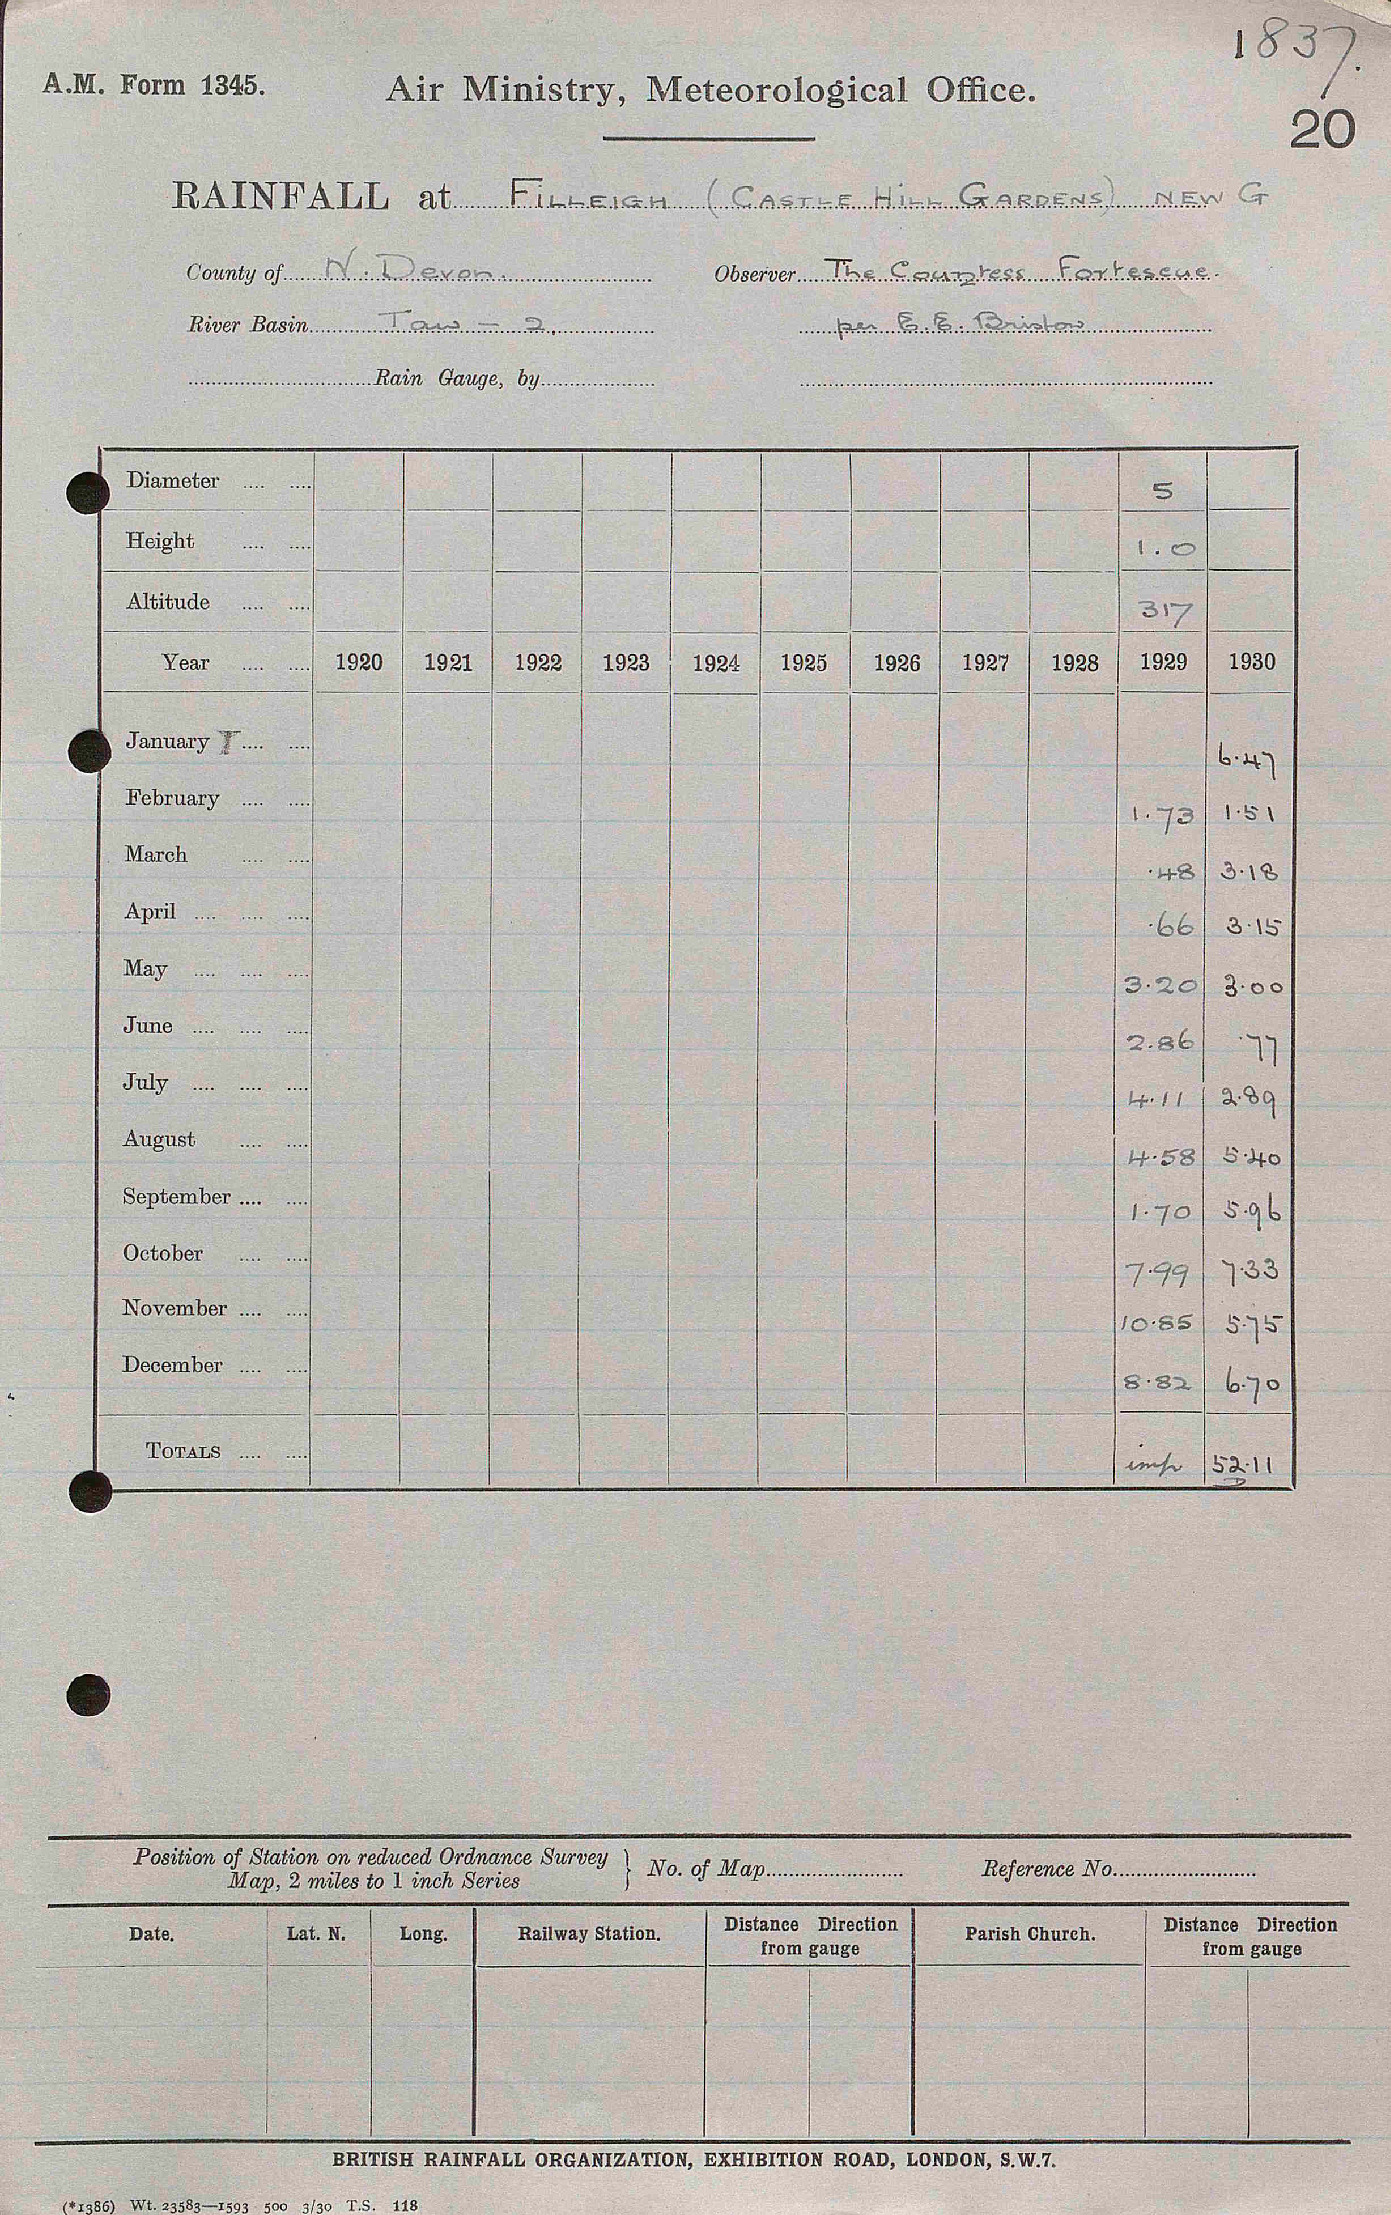 1837.
A.M. Form 1345. Air Ministry, Meteorological Office.
20
RAINFALL at FILLEIGH (CASTLE HILL GARDENS) NEW G
County of N. Devon. Observer The Countess Fortescue.
River Basin Taw — 2. per E.E. Bristow
Rain Gauge, by
Diameter .... .... 5
Height .... .... 1.0
Altitude .... .... 317
Year .... .... 1920 1921 1922 1923 1924 1925 1926 1927 1928 1929 1930
January T .... .... 6.47
February .... .... 1.73 1.51
March .... .... .48 3.18
April .... .... .... .66 3.15
May .... .... .... 3.20 3.00
June .... .... .... 2.86 .77
July .... .... .... 4.11 2.89
August .... .... 4.58 5.40
September .... .... 1.70 5.96
October .... .... 7.99 7.33
November .... .... 10.85 5.75
December .... .... 8.82 6.70
TOTALS .... .... imp 52.11
Position of Station on reduced Ordnance Survey
Map, 2 miles to 1 inch Series } No. of Map Reference No.
Date. Lat. N. Long. Railway Station. Distance Direction from gauge Parish Church. Distance Direction from gauge
BRITISH RAINFALL ORGANIZATION, EXHIBITION ROAD, LONDON, S.W.7.
(*1386) Wt. 23583—1593 500 3/30 T.S. 118